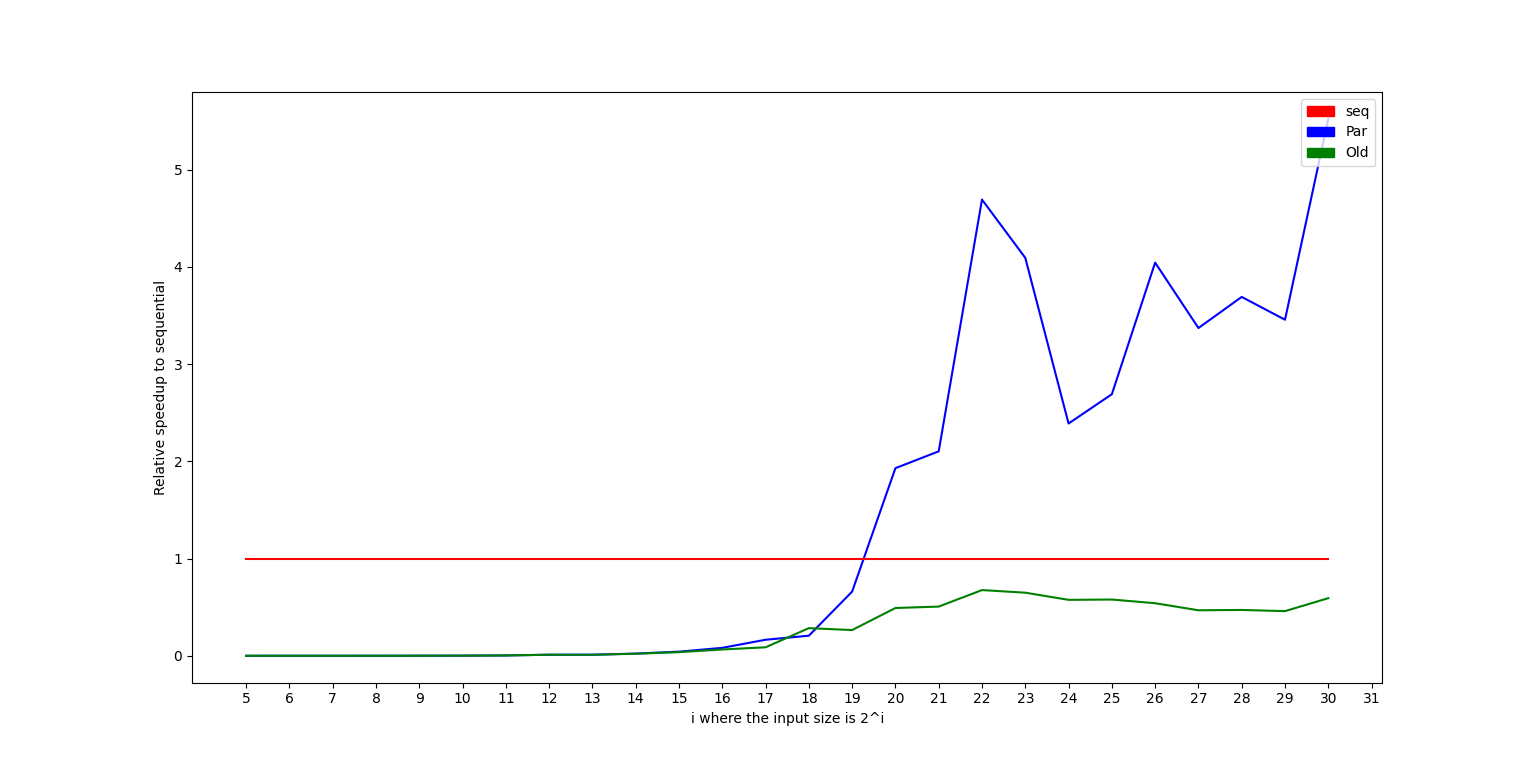 seq
Par
Old
Relative speedup to sequential
5
4
3
2
1
0
5 6 7 8 9 10 11 12 13 14 15 16 17 18 19 20 21 22 23 24 25 26 27 28 29 30 31
i where the input size is 2^i